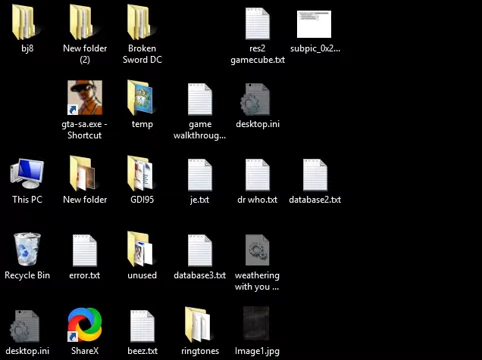 bj8
New folder
(2)
Broken
Sword DC
res2
gamecube.txt
subpic_0x2...
gta-sa.exe -
Shortcut
temp
game
walkthroug...
desktop.ini
This PC
New folder
GDI95
je.txt
dr who.txt
database2.txt
Recycle Bin
error.txt
unused
database3.txt
weathering
with you ...
desktop.ini
ShareX
beez.txt
ringtones
Image1.jpg